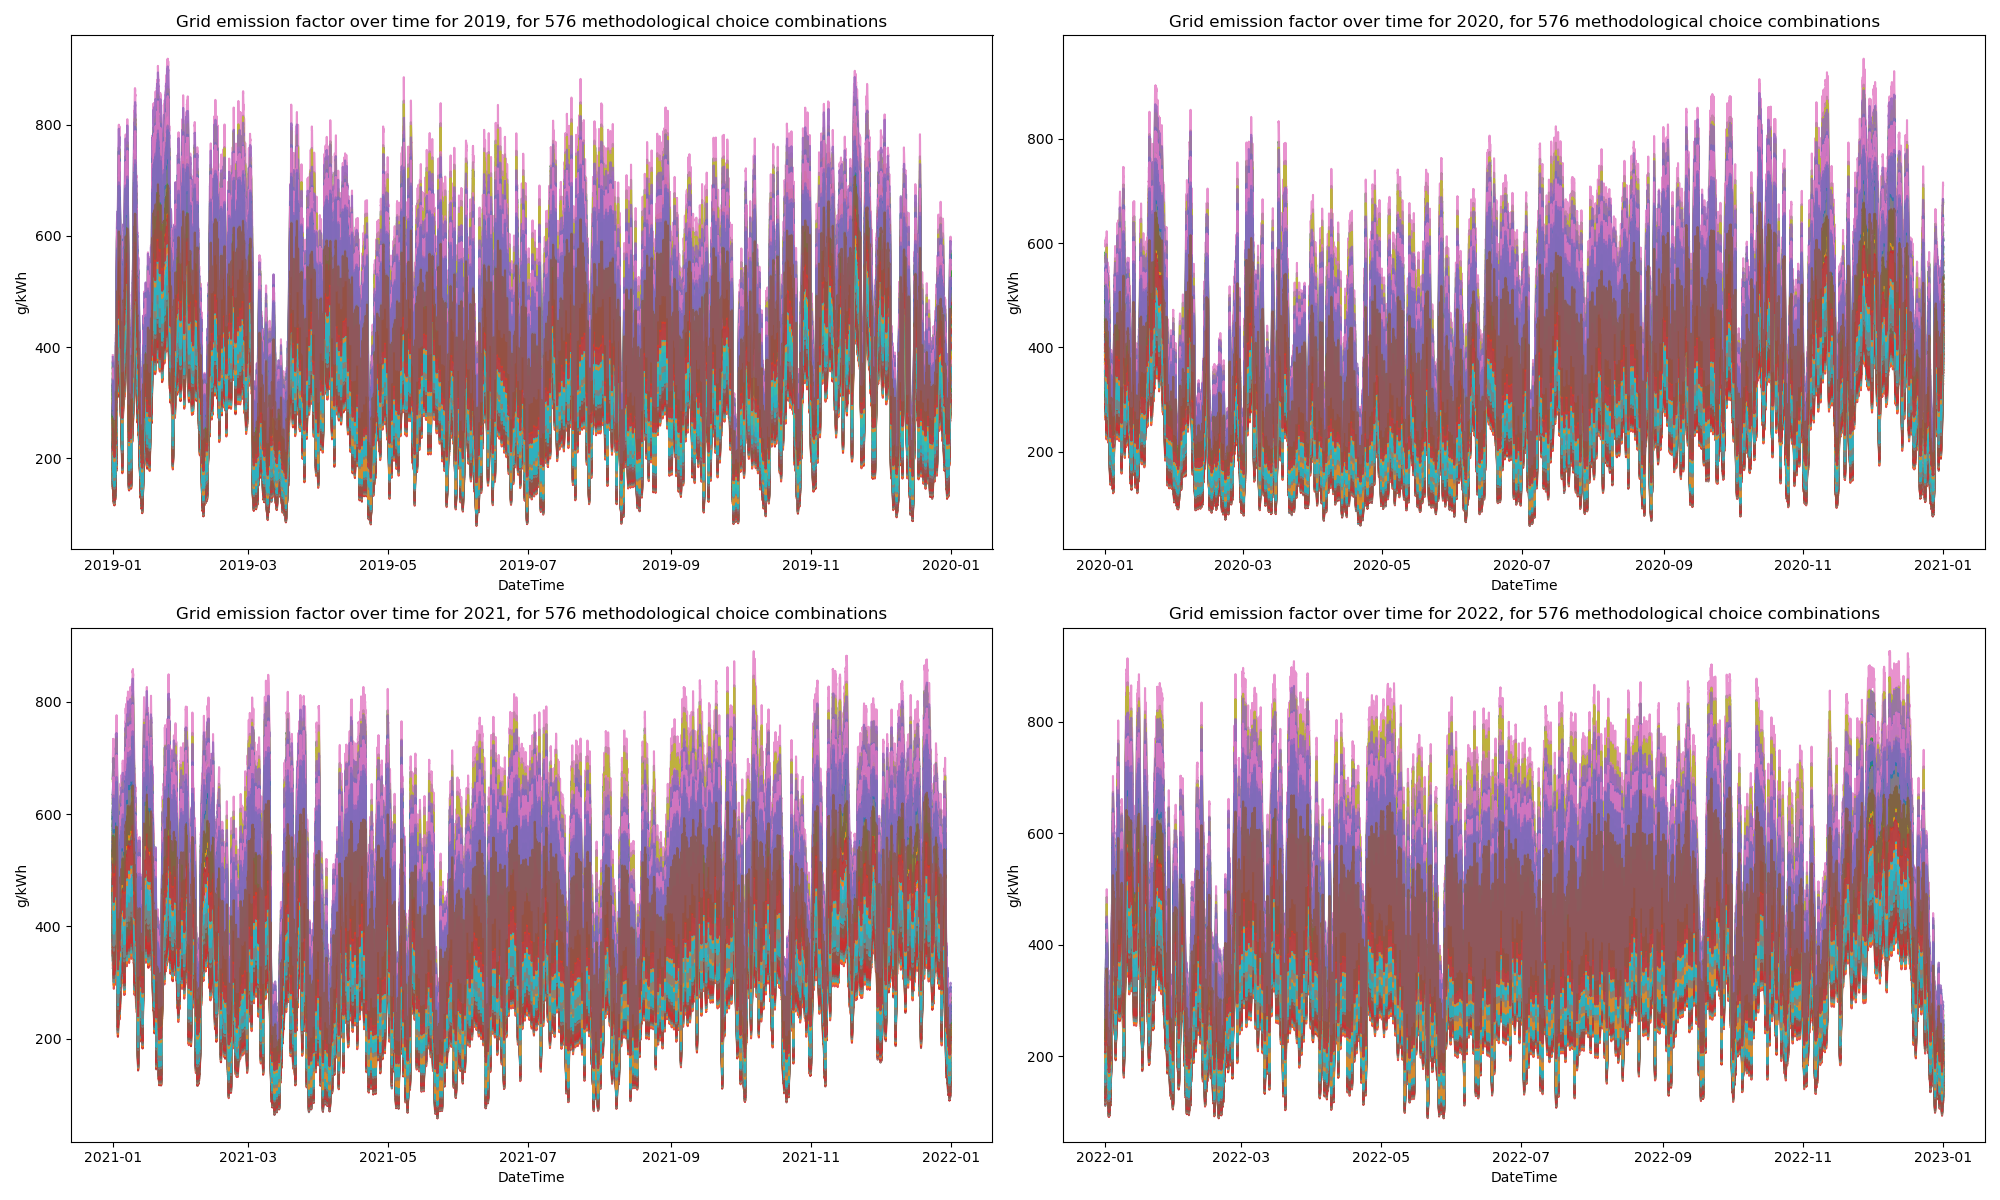 Grid emission factor over time for 2019, for 576 methodological choice combinations
800
600
400
200
g/kWh
2019-01 2019-03 2019-05 2019-07 2019-09 2019-11 2020-01
DateTime
Grid emission factor over time for 2020, for 576 methodological choice combinations
800
600
400
200
g/kWh
2020-01 2020-03 2020-05 2020-07 2020-09 2020-11 2021-01
DateTime
Grid emission factor over time for 2021, for 576 methodological choice combinations
800
600
400
200
g/kWh
2021-01 2021-03 2021-05 2021-07 2021-09 2021-11 2022-01
DateTime
Grid emission factor over time for 2022, for 576 methodological choice combinations
800
600
400
200
g/kWh
2022-01 2022-03 2022-05 2022-07 2022-09 2022-11 2023-01
DateTime